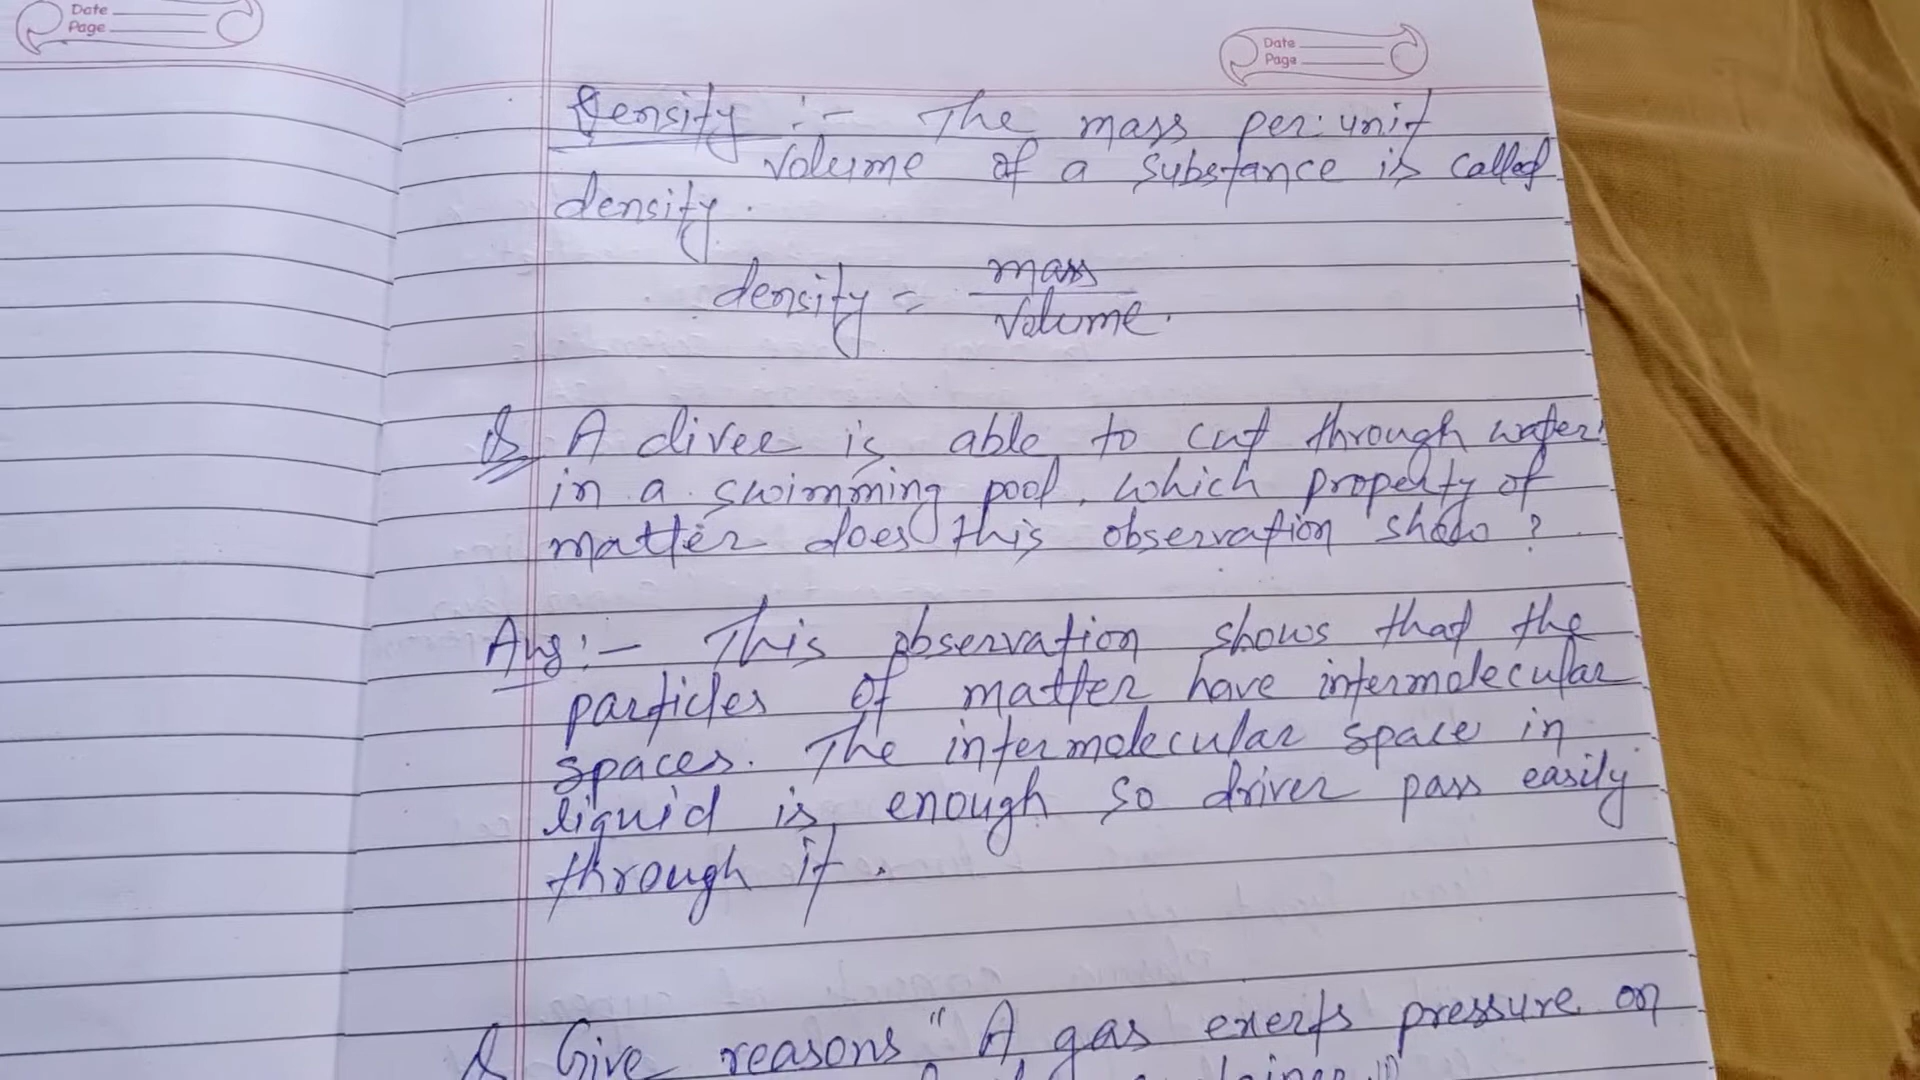 Date
Page
Date
Page
Density :- The mass per unit
volume of a substance is called
density.
density = mass
volume.
Q A diver is able to cut through water
in a swimming pool. which property of
matter does this observation show ?
Ans:- This observation shows that the
particles of matter have intermolecular
spaces. The intermolecular space in
liquid is enough so driver pass easily
through it.
Q Give reasons "A gas exerts pressure on